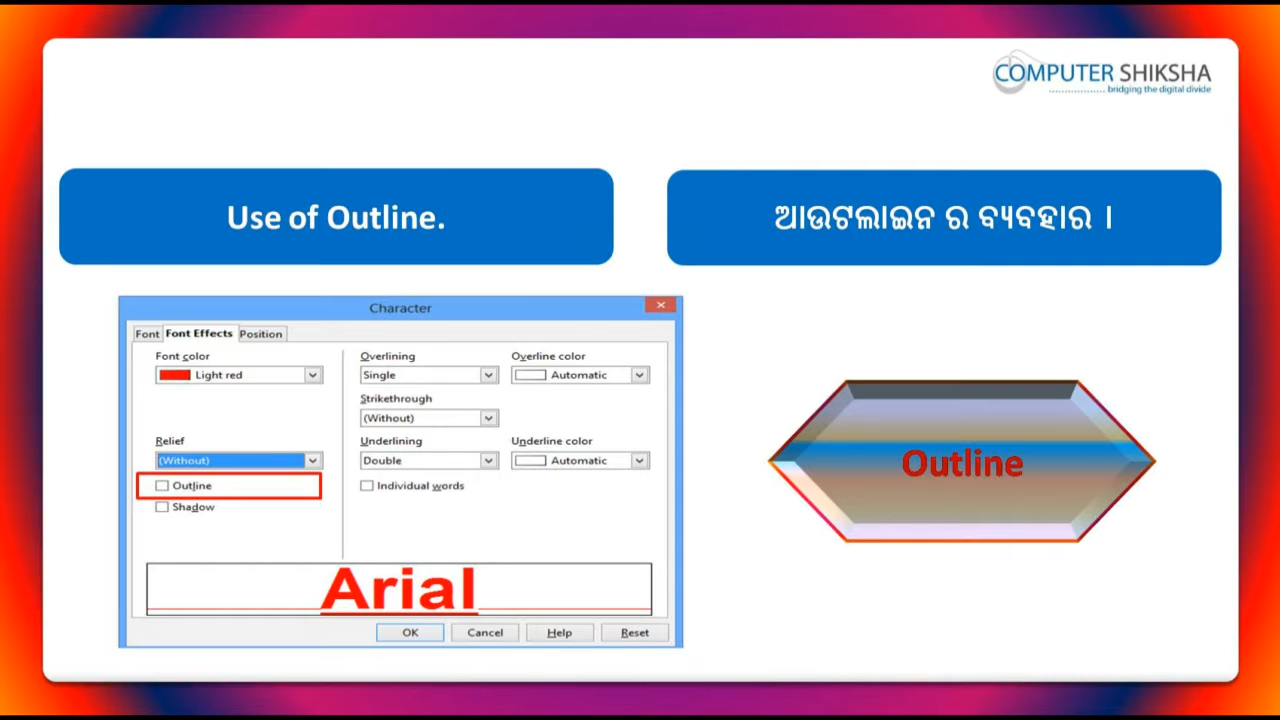 COMPUTER SHIKSHA
bridging the digital divide
Use of Outline.
ଆଉଟଲାଇନ ର ବ୍ୟବହାର ।
Character
Font Font Effects Position
Font color
Light red
Overlining
Single
Overline color
Automatic
Strikethrough
(Without)
Relief
(Without)
Underlining
Double
Underline color
Automatic
Outline
Shadow
Individual words
Arial
OK Cancel Help Reset
Outline